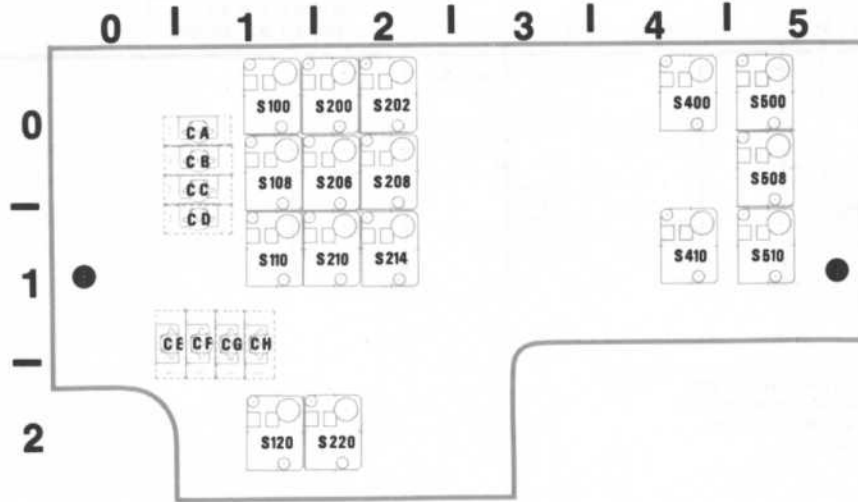 0 1 2 3 4 5
0
S100 S200 S202 S400 S500
CA
CB
CC
CD
S108 S206 S208 S508
1
S110 S210 S214 S410 S510
CE CF CG CH
2
S120 S220